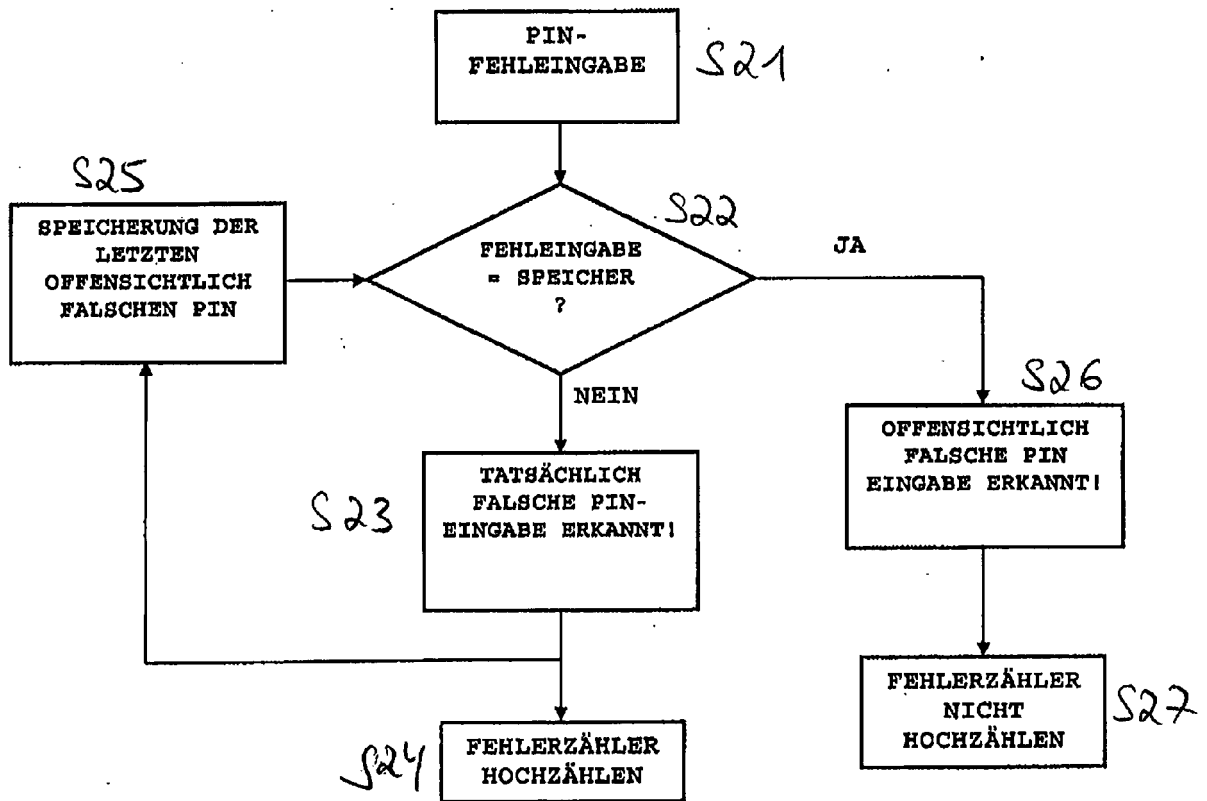 PIN-
FEHLEINGABE
S21
S25
SPEICHERUNG DER
LETZTEN
OFFENSICHTLICH
FALSCHEN PIN
S22
FEHLEINGABE
= SPEICHER
?
JA
NEIN
S26
OFFENSICHTLICH
FALSCHE PIN
EINGABE ERKANNT!
S23
TATSÄCHLICH
FALSCHE PIN-
EINGABE ERKANNT!
S24
FEHLERZÄHLER
HOCHZÄHLEN
FEHLERZÄHLER
NICHT
HOCHZÄHLEN
S27